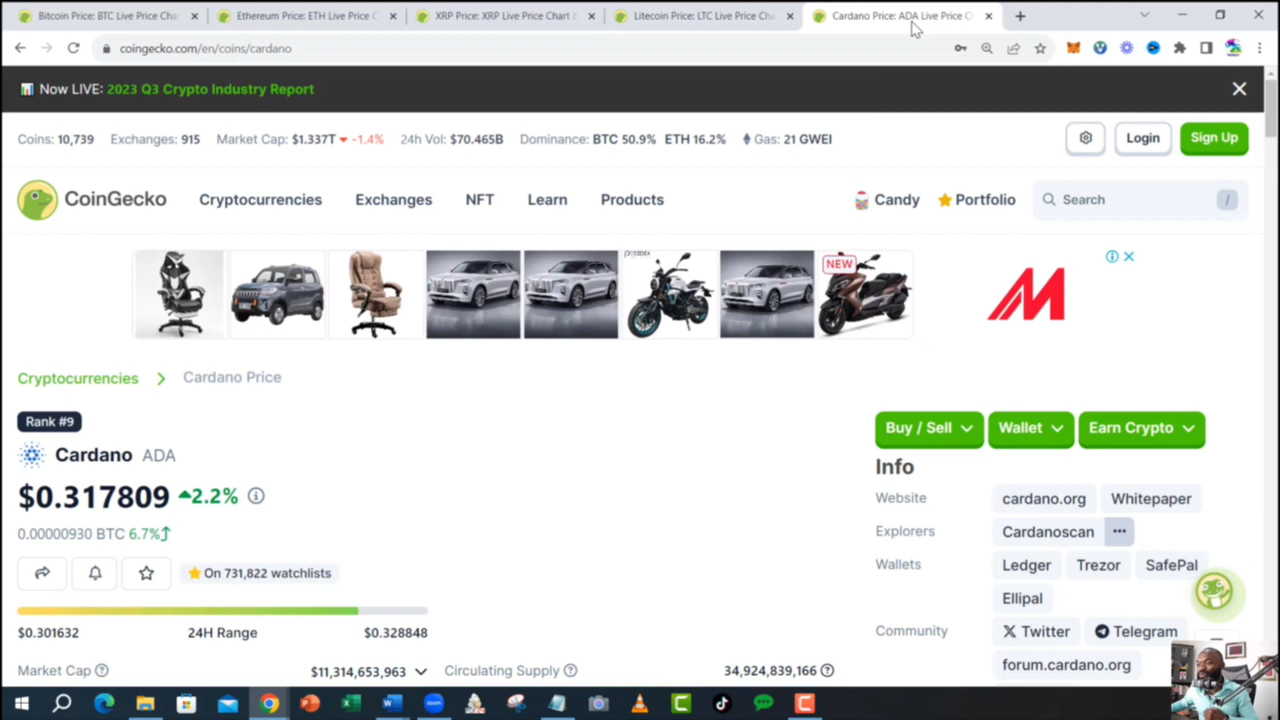 Bitcoin Price: BTC Live Price Char
Ethereum Price: ETH Live Price C
XRP Price: XRP Live Price Chart &
Litecoin Price: LTC Live Price Cha
Cardano Price: ADA Live Price C
coingecko.com/en/coins/cardano
Now LIVE: 2023 Q3 Crypto Industry Report
Coins: 10,739 Exchanges: 915 Market Cap: $1.337T -1.4% 24h Vol: $70.465B Dominance: BTC 50.9% ETH 16.2% Gas: 21 GWEI
Login
Sign Up
CoinGecko
Cryptocurrencies Exchanges NFT Learn Products
Candy Portfolio
Search /
NEW
Cryptocurrencies > Cardano Price
Rank #9
Cardano ADA
$0.317809 2.2%
0.00000930 BTC 6.7%
On 731,822 watchlists
$0.301632 24H Range $0.328848
Market Cap $11,314,653,963
Circulating Supply 34,924,839,166
Buy / Sell Wallet Earn Crypto
Info
Website cardano.org Whitepaper
Explorers Cardanoscan
Wallets Ledger Trezor SafePal
Ellipal
Community Twitter Telegram
forum.cardano.org